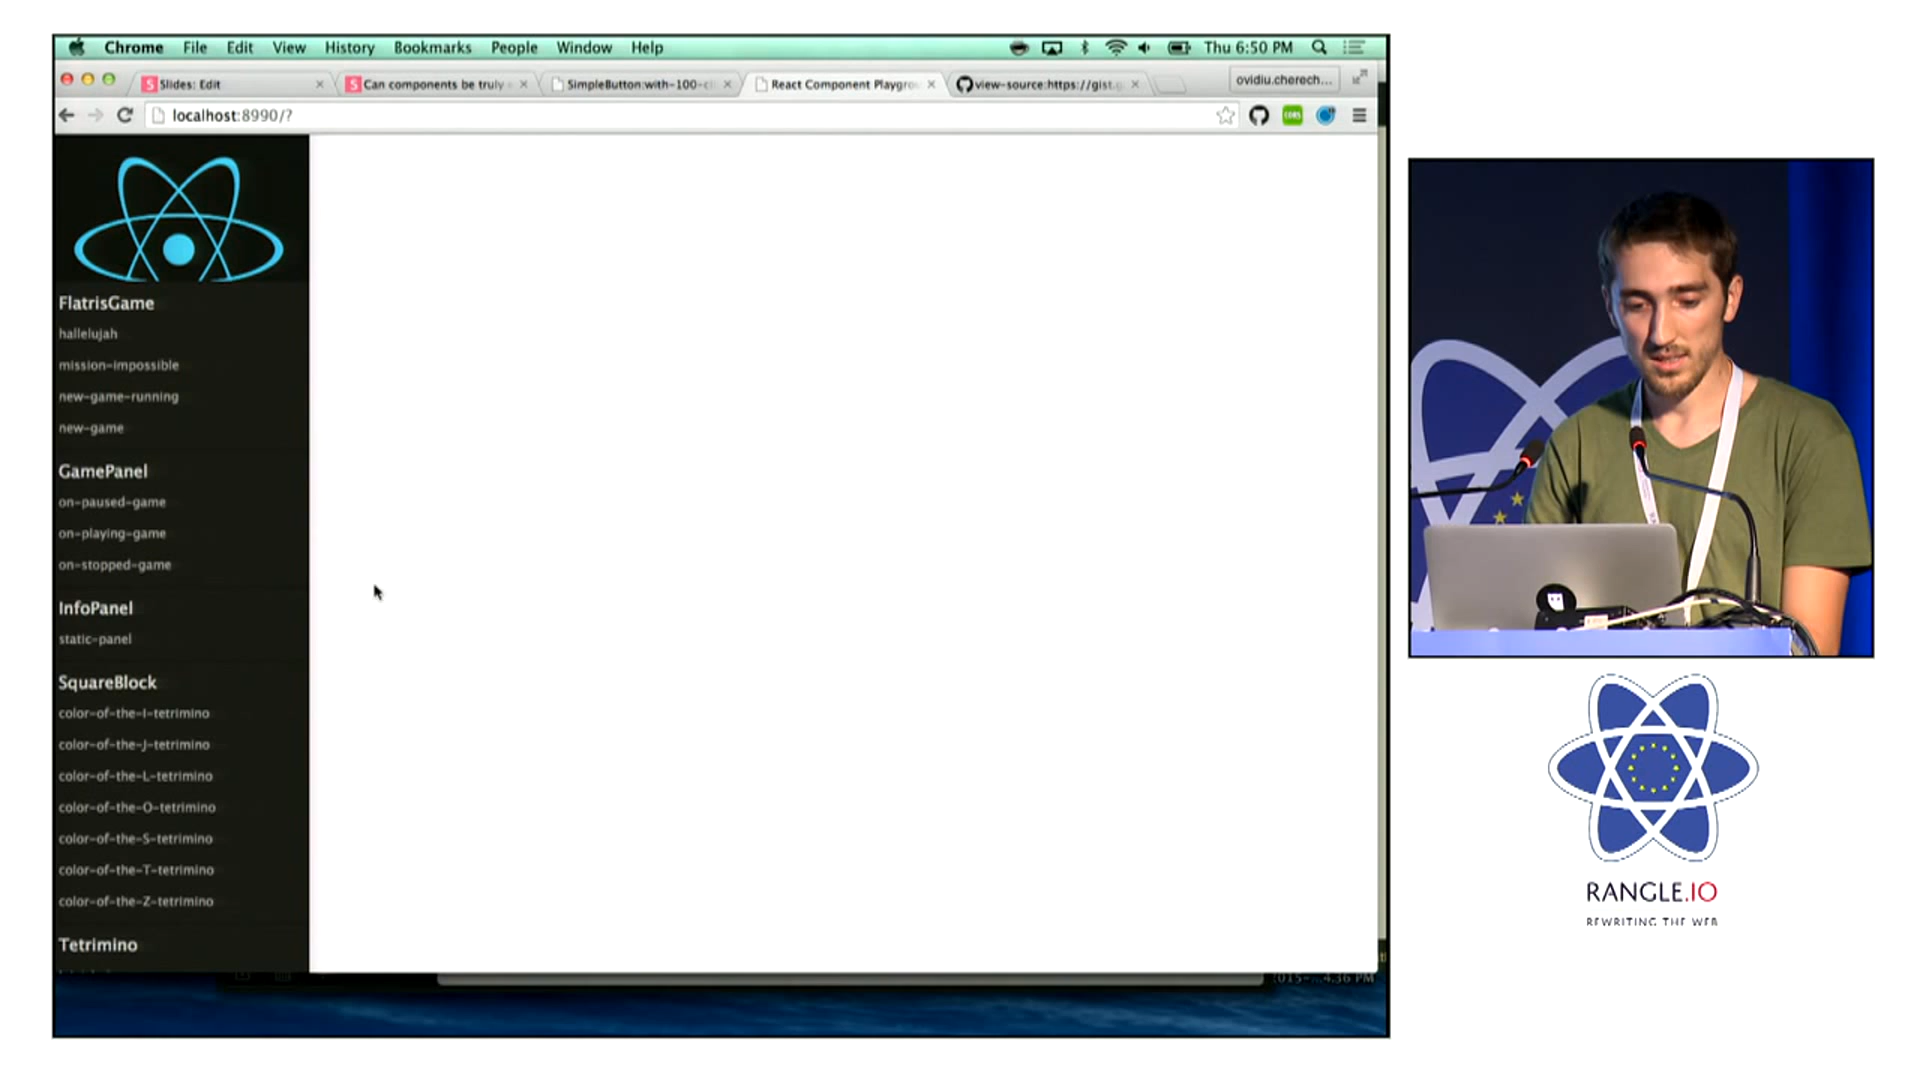 Chrome File Edit View History Bookmarks People Window Help
Thu 6:50 PM
Slides: Edit
Can components be truly
SimpleButton:with-100-cl
React Component Playgro
view-source:https://gist.g
ovidiu.cherech...
localhost:8990/?
FlatrisGame
hallelujah
mission-impossible
new-game-running
new-game
GamePanel
on-paused-game
on-playing-game
on-stopped-game
InfoPanel
static-panel
SquareBlock
color-of-the-I-tetrimino
color-of-the-J-tetrimino
color-of-the-L-tetrimino
color-of-the-O-tetrimino
color-of-the-S-tetrimino
color-of-the-T-tetrimino
color-of-the-Z-tetrimino
Tetrimino
4:36 PM
RANGLE.IO
REWRITING THE WEB